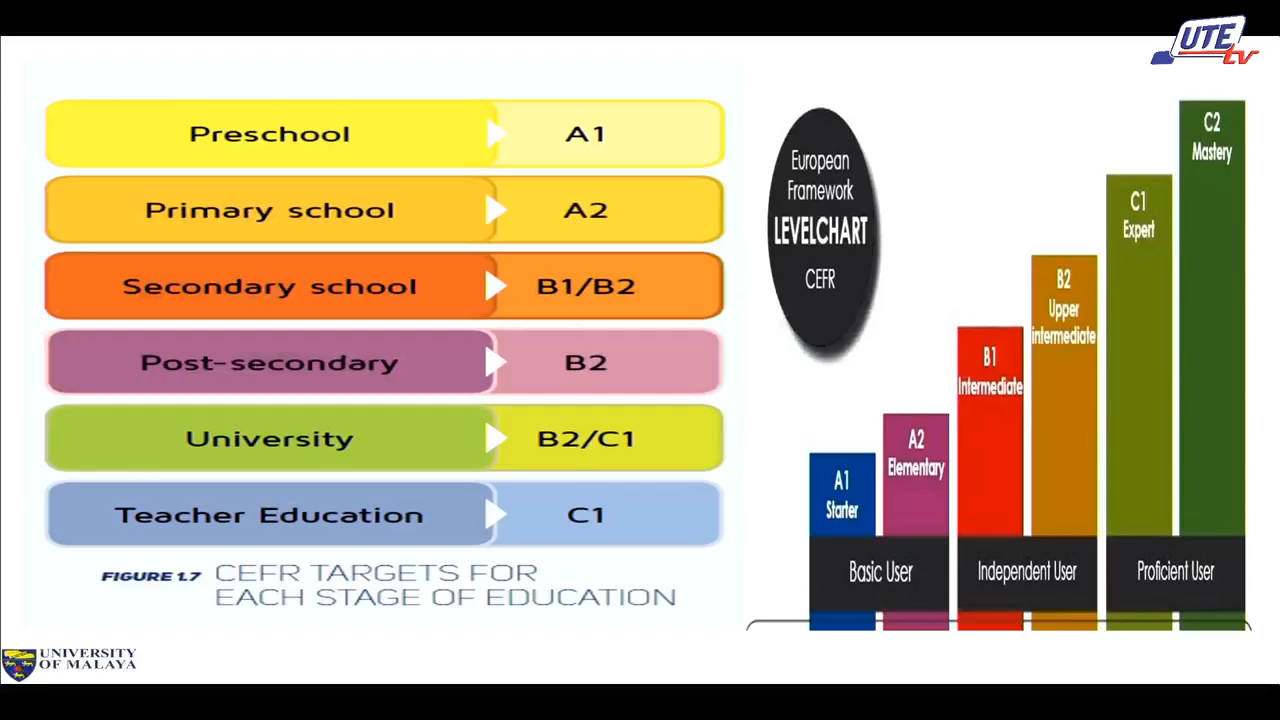 UTE
tv
Preschool A1
Primary school A2
Secondary school B1/B2
Post-secondary B2
University B2/C1
Teacher Education C1
FIGURE 1.7 CEFR TARGETS FOR
EACH STAGE OF EDUCATION
European
Framework
LEVELCHART
CEFR
A1
Starter
A2
Elementary
B1
Intermediate
B2
Upper
intermediate
C1
Expert
C2
Mastery
Basic User
Independent User
Proficient User
UNIVERSITY
OF MALAYA